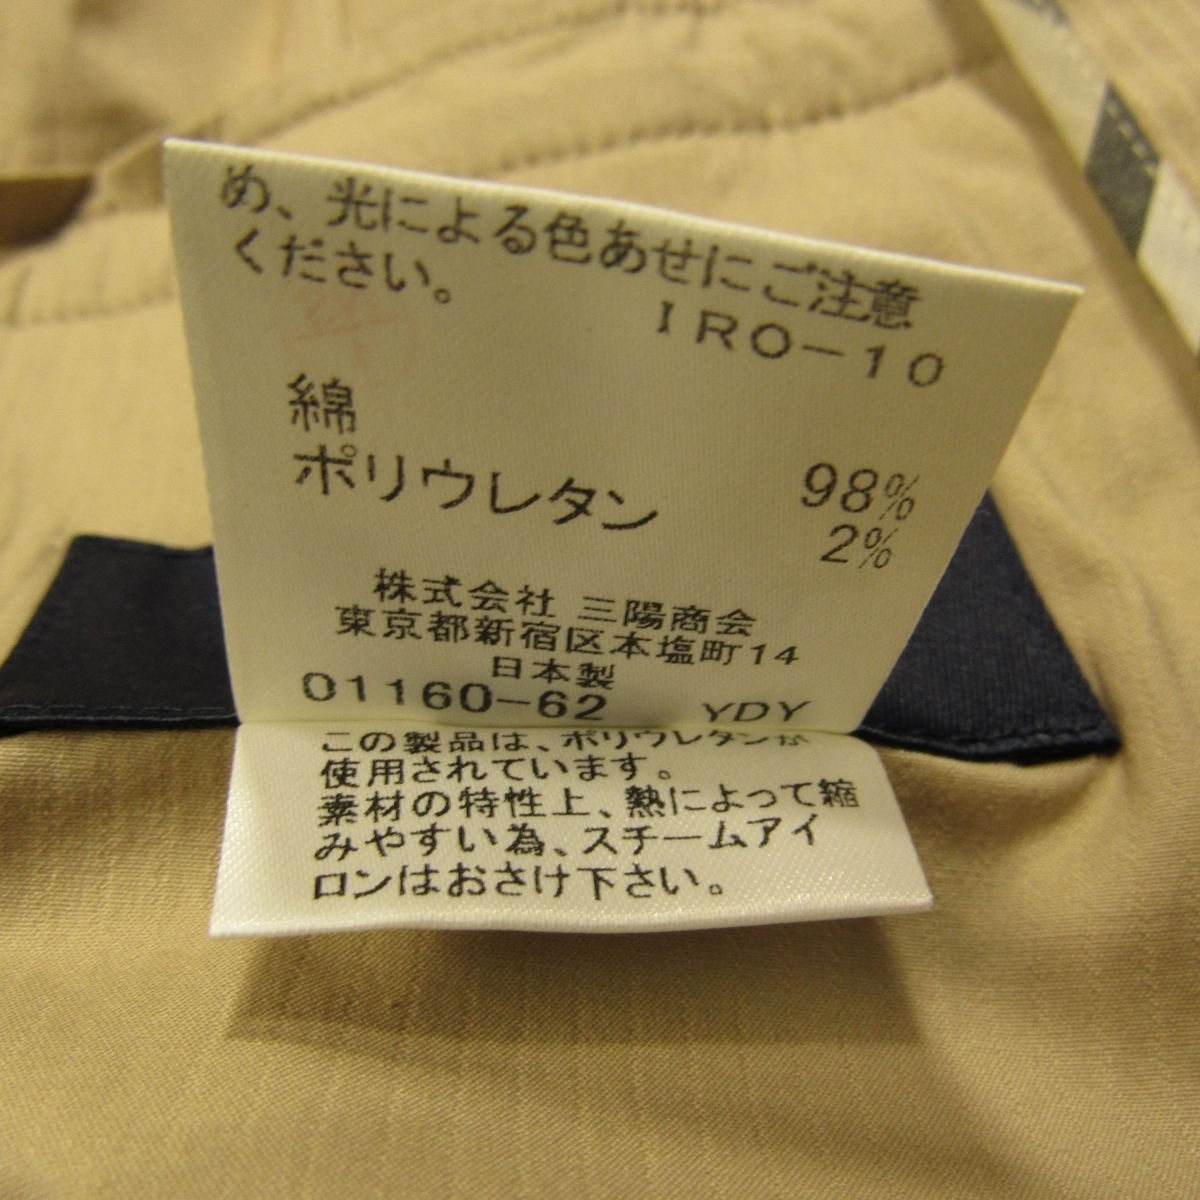 め、光による色あせにご注意
ください。
IRO-10
綿 98%
ポリウレタン 2%
株式会社 三陽商会
東京都新宿区本塩町14
日本製
01160-62 YDY
この製品は、ポリウレタンが
使用されています。
素材の特性上、熱によって縮
みやすい為、スチームアイ
ロンはおさけ下さい。